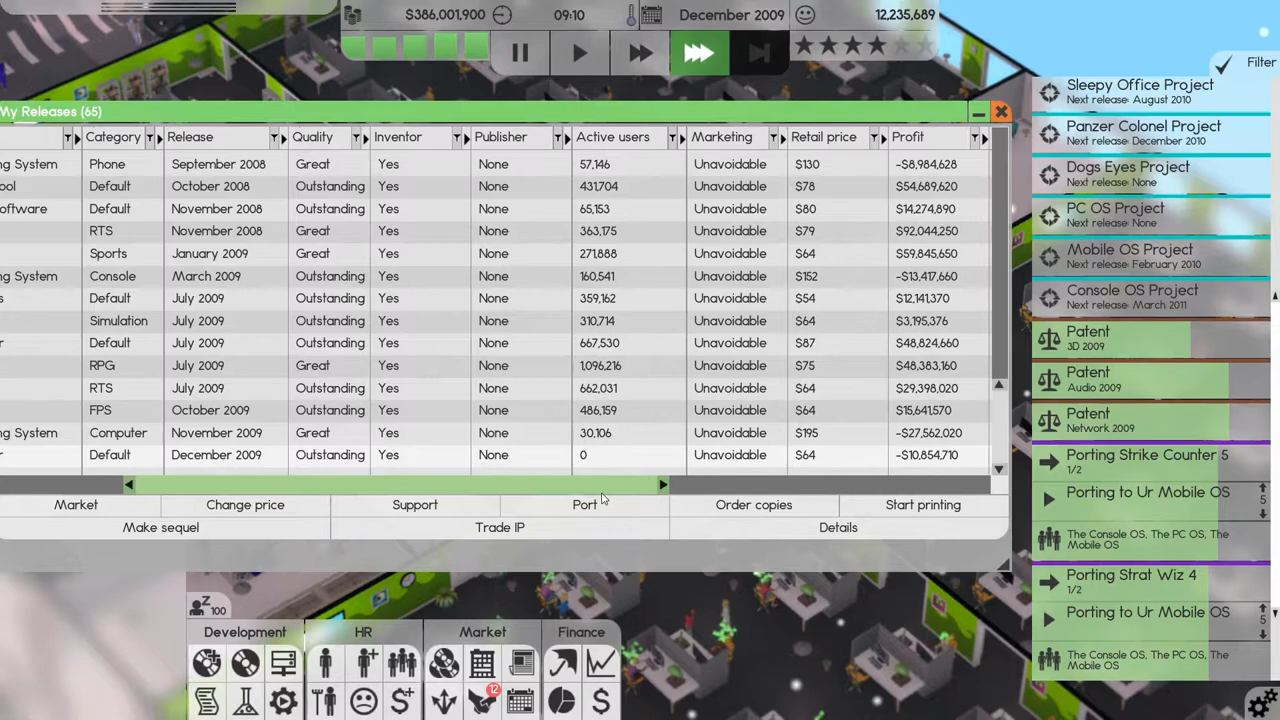 $386,001,900 09:10 December 2009 12,235,689
Filter
My Releases (65)
Category Release Quality Inventor Publisher Active users Marketing Retail price Profit
ng System Phone September 2008 Great Yes None 57,146 Unavoidable $130 -$8,984,628
ool Default October 2008 Outstanding Yes None 431,704 Unavoidable $78 $54,689,620
oftware Default November 2008 Outstanding Yes None 65,153 Unavoidable $80 $14,274,890
RTS November 2008 Great Yes None 363,175 Unavoidable $79 $92,044,250
Sports January 2009 Great Yes None 271,888 Unavoidable $64 $59,845,650
ng System Console March 2009 Outstanding Yes None 160,541 Unavoidable $152 -$13,417,660
s Default July 2009 Outstanding Yes None 359,162 Unavoidable $54 $12,141,370
Simulation July 2009 Outstanding Yes None 310,714 Unavoidable $64 $3,195,376
r Default July 2009 Outstanding Yes None 667,530 Unavoidable $87 $48,824,660
RPG July 2009 Great Yes None 1,096,216 Unavoidable $75 $48,383,160
RTS July 2009 Outstanding Yes None 662,031 Unavoidable $64 $29,398,020
FPS October 2009 Outstanding Yes None 486,159 Unavoidable $64 $15,641,570
ng System Computer November 2009 Great Yes None 30,106 Unavoidable $195 -$27,562,020
r Default December 2009 Outstanding Yes None 0 Unavoidable $64 -$10,854,710
Market Change price Support Port Order copies Start printing
Make sequel Trade IP Details
Sleepy Office Project
Next release: August 2010
Panzer Colonel Project
Next release: December 2010
Dogs Eyes Project
Next release: None
PC OS Project
Next release: None
Mobile OS Project
Next release: February 2010
Console OS Project
Next release: March 2011
Patent
3D 2009
Patent
Audio 2009
Patent
Network 2009
Porting Strike Counter 5
1/2
Porting to Ur Mobile OS 5
The Console OS, The PC OS, The
Mobile OS
Porting Strat Wiz 4
1/2
Porting to Ur Mobile OS 5
The Console OS, The PC OS, The
Mobile OS
Z 100
Development HR Market Finance
12